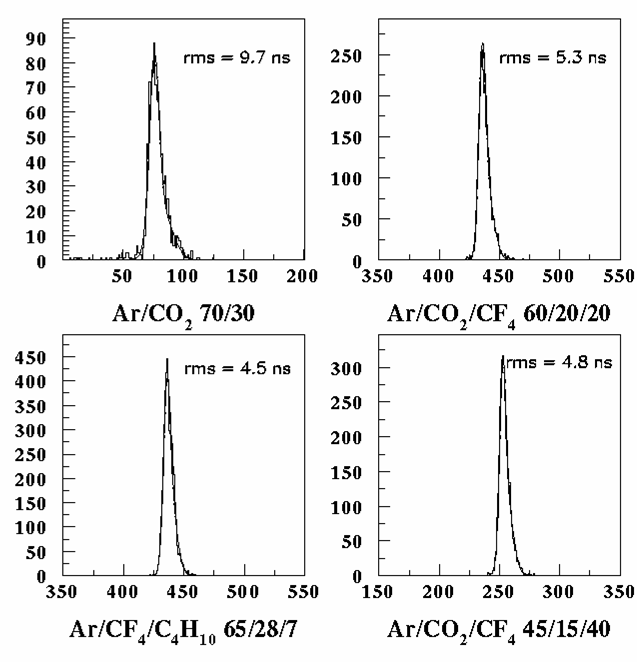 90
80
70
60
50
40
30
20
10
0
rms = 9.7 ns
50 100 150 200
Ar/CO2 70/30
250
200
150
100
50
0
rms = 5.3 ns
350 400 450 500 550
Ar/CO2/CF4 60/20/20
450
400
350
300
250
200
150
100
50
0
rms = 4.5 ns
350 400 450 500 550
Ar/CF4/C4H10 65/28/7
300
250
200
150
100
50
0
rms = 4.8 ns
150 200 250 300 350
Ar/CO2/CF4 45/15/40